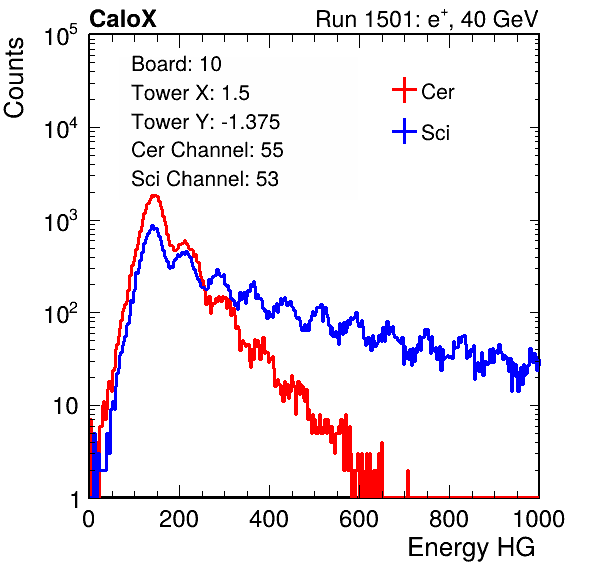 CaloX Run 1501: e⁺, 40 GeV
Counts
10⁵
10⁴
10³
10²
10
1
Board: 10
Tower X: 1.5
Tower Y: -1.375
Cer Channel: 55
Sci Channel: 53
Cer
Sci
0 200 400 600 800 1000
Energy HG